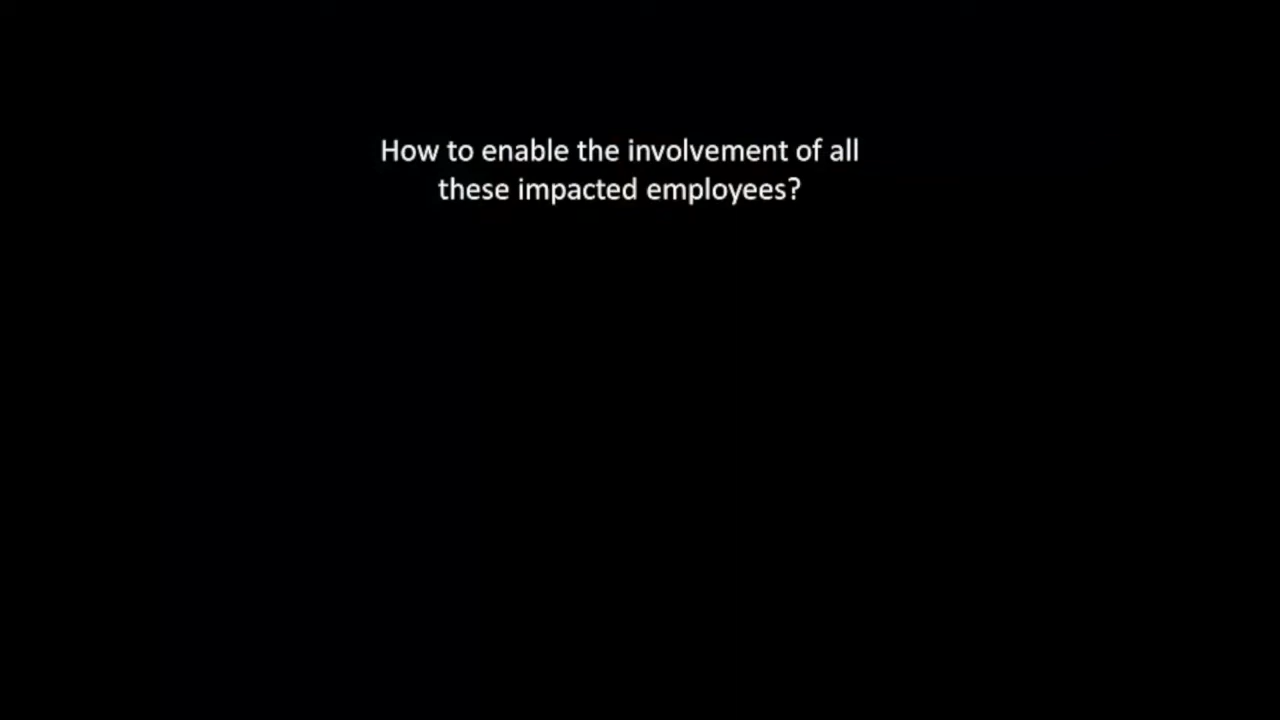 How to enable the involvement of all
these impacted employees?